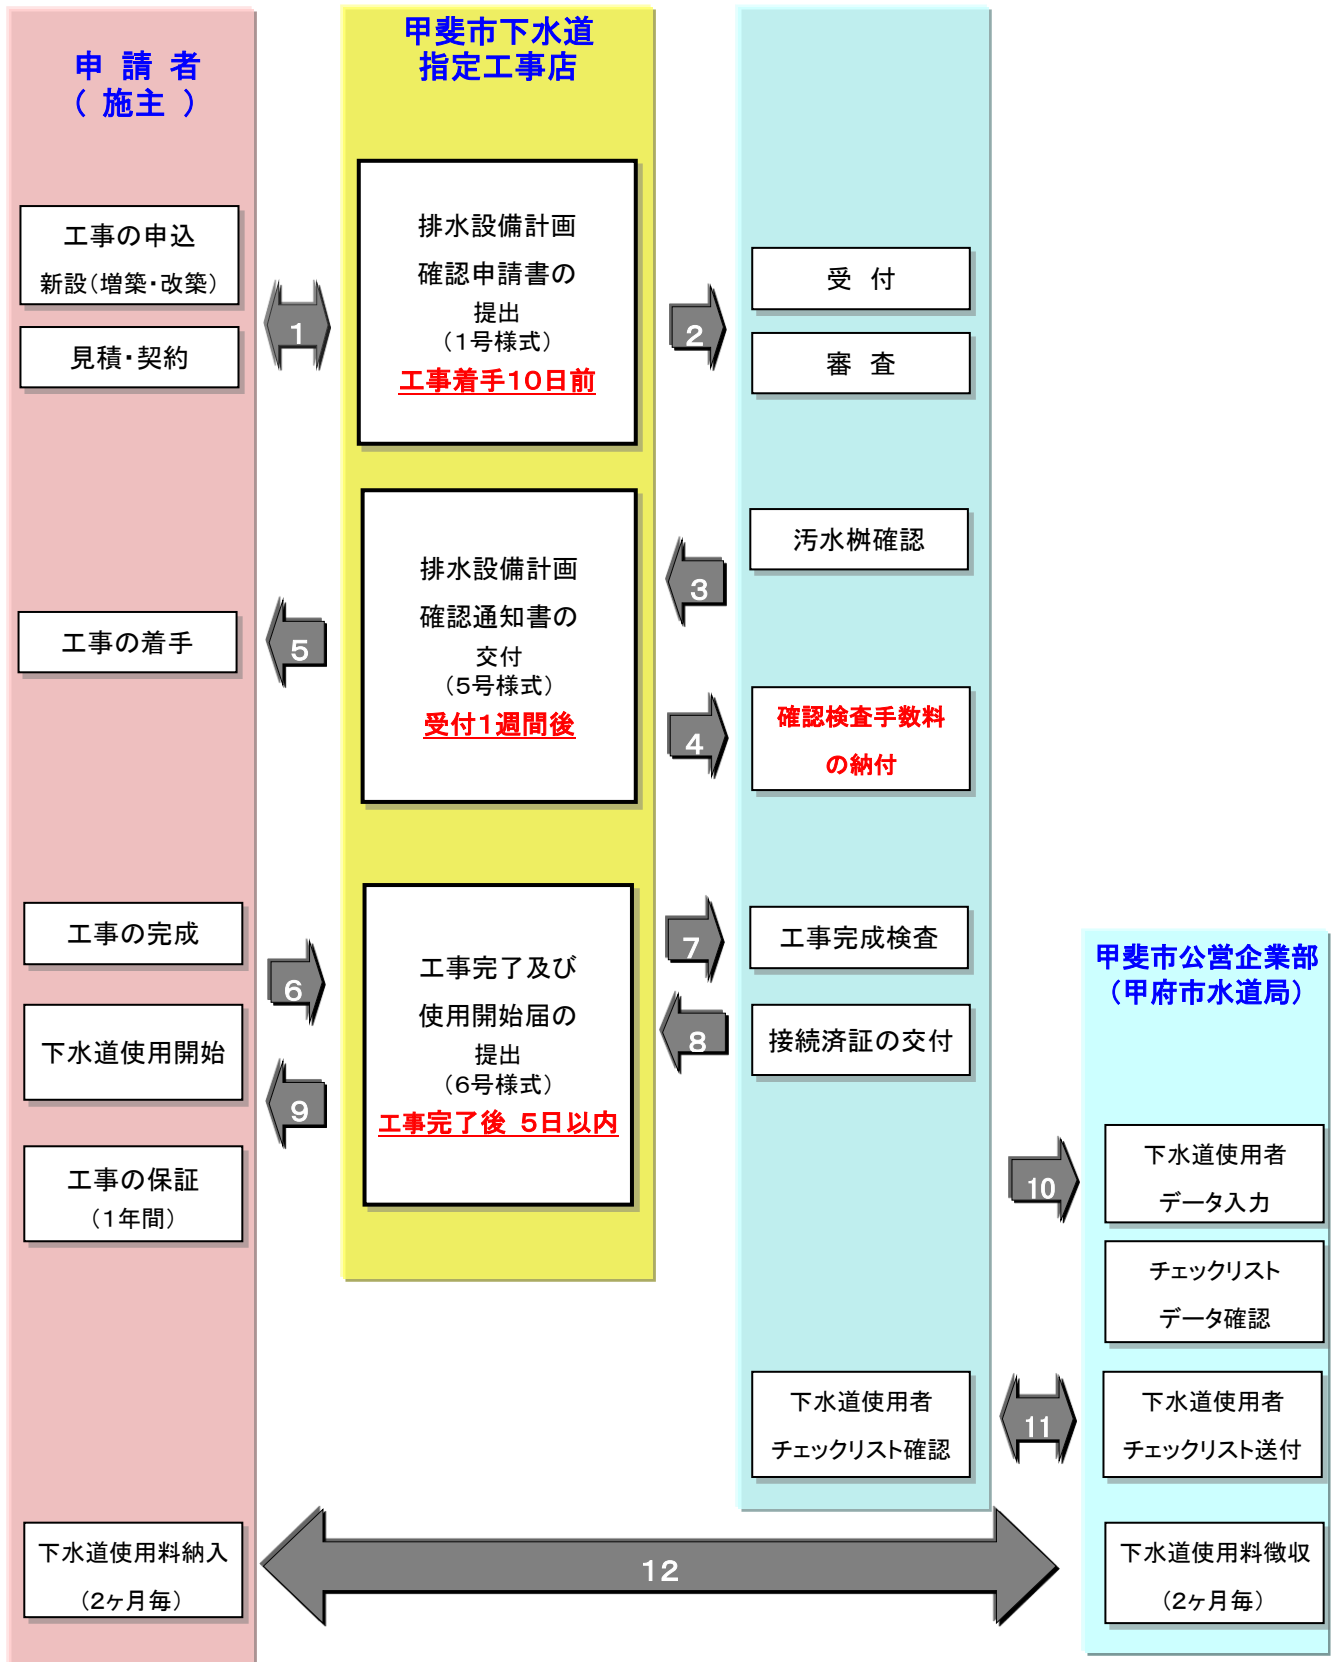 申 請 者
（ 施主 ）
工事の申込
新設（増築・改築）
見積・契約
工事の着手
工事の完成
下水道使用開始
工事の保証
（１年間）
下水道使用料納入
（２ヶ月毎）
甲斐市下水道
指定工事店
排水設備計画
確認申請書の
提出
（１号様式）
工事着手１０日前
排水設備計画
確認通知書の
交付
（５号様式）
受付１週間後
工事完了及び
使用開始届の
提出
（６号様式）
工事完了後 ５日以内
受 付
審 査
汚水桝確認
確認検査手数料
の納付
工事完成検査
接続済証の交付
下水道使用者
チェックリスト確認
甲斐市公営企業部
（甲府市水道局）
下水道使用者
データ入力
チェックリスト
データ確認
下水道使用者
チェックリスト送付
下水道使用料徴収
（２ヶ月毎）
1
2
3
4
5
6
7
8
9
10
11
12